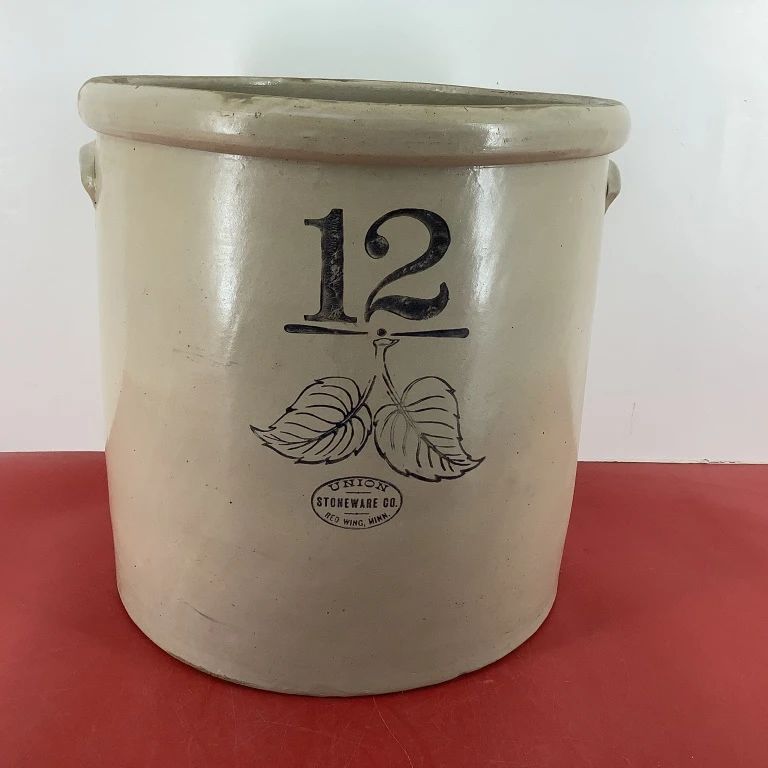 12
UNION
STONEWARE CO.
RED WING, MINN.